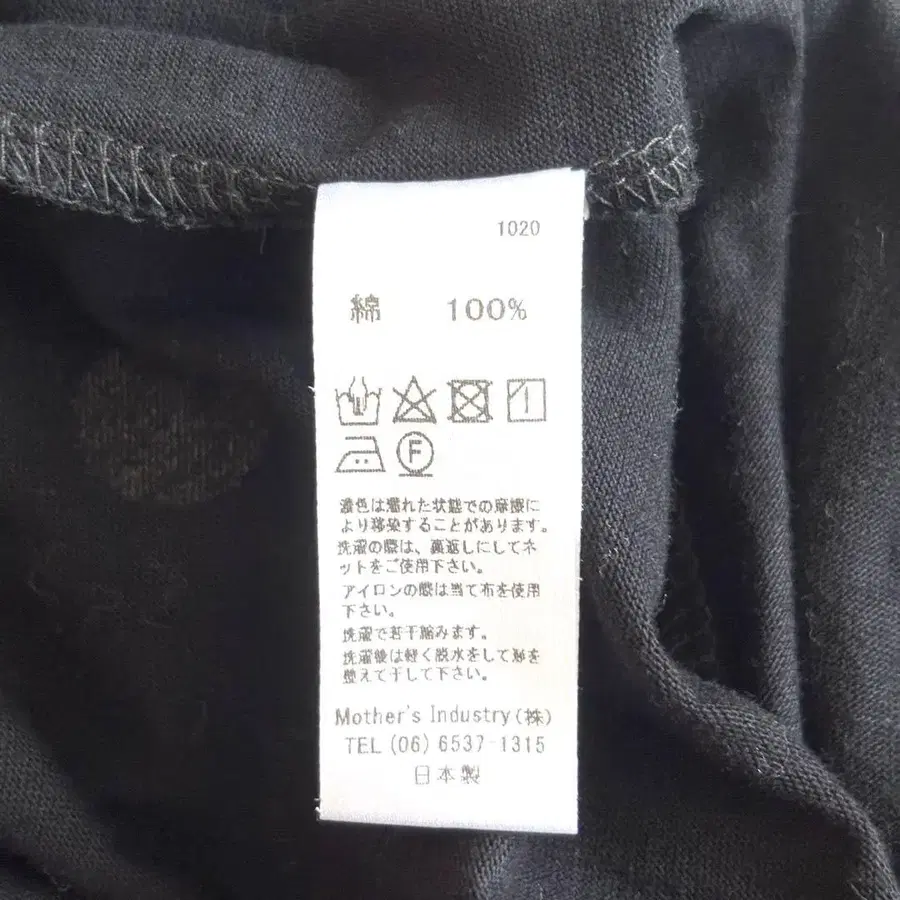 1020
綿 100%
F
濃色は濡れた状態での摩擦に
より移染することがあります。
洗濯の際は、裏返しにしてネ
ットをご使用下さい。
アイロンの際は当て布を使用
下さい。
洗濯で若干縮みます。
洗濯後は軽く脱水をして形を
整えて干して下さい。
Mother's Industry(株)
TEL (06) 6537-1315
日本製